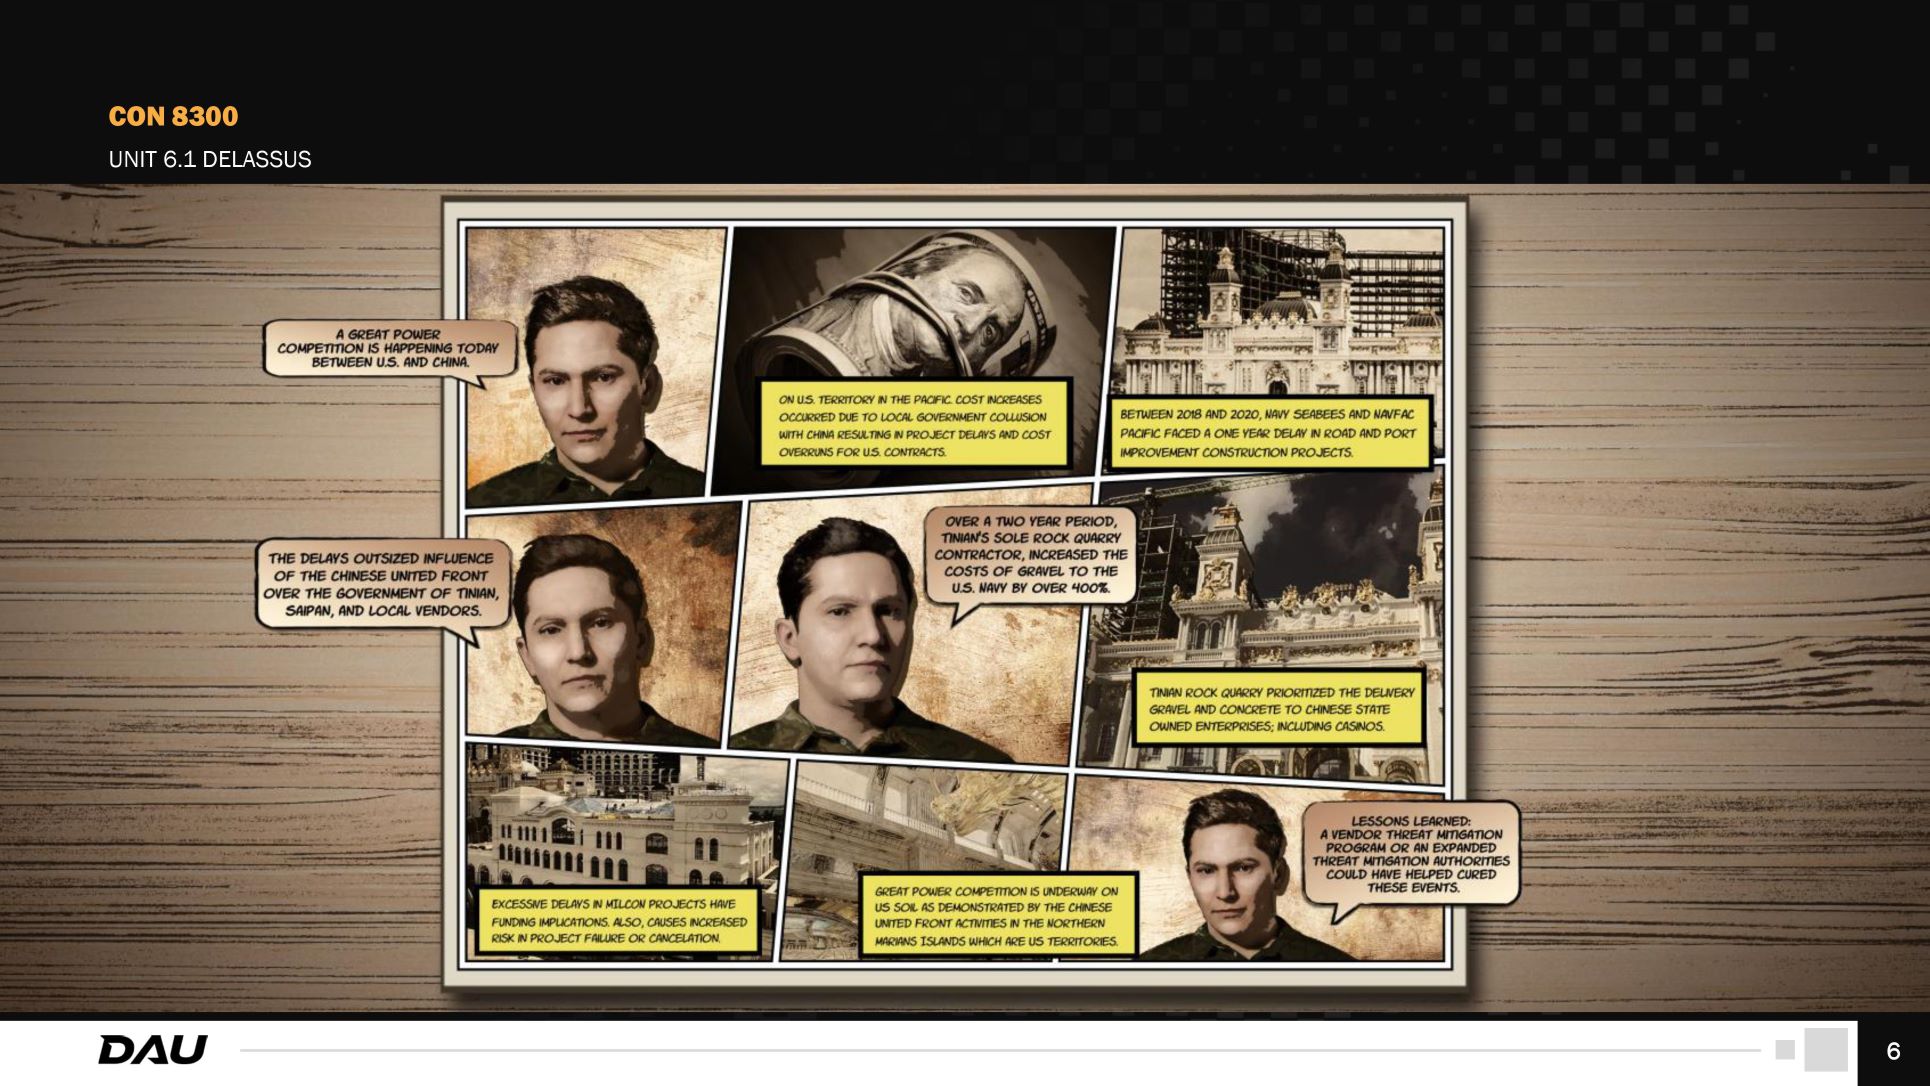 CON 8300
UNIT 6.1 DELASSUS
A GREAT POWER
COMPETITION IS HAPPENING TODAY
BETWEEN U.S. AND CHINA.
ON U.S. TERRITORY IN THE PACIFIC. COST INCREASES
OCCURRED DUE TO LOCAL GOVERNMENT COLLUSION
WITH CHINA RESULTING IN PROJECT DELAYS AND COST
OVERRUNS FOR U.S. CONTRACTS.
BETWEEN 2018 AND 2020, NAVY SEABEES AND NAVFAC
PACIFIC FACED A ONE YEAR DELAY IN ROAD AND PORT
IMPROVEMENT CONSTRUCTION PROJECTS.
THE DELAYS OUTSIZED INFLUENCE
OF THE CHINESE UNITED FRONT
OVER THE GOVERNMENT OF TINIAN,
SAIPAN, AND LOCAL VENDORS.
OVER A TWO YEAR PERIOD,
TINIAN'S SOLE ROCK QUARRY
CONTRACTOR, INCREASED THE
COSTS OF GRAVEL TO THE
U.S. NAVY BY OVER 400%.
TINIAN ROCK QUARRY PRIORITIZED THE DELIVERY
GRAVEL AND CONCRETE TO CHINESE STATE
OWNED ENTERPRISES; INCLUDING CASINOS.
EXCESSIVE DELAYS IN MILCON PROJECTS HAVE
FUNDING IMPLICATIONS. ALSO, CAUSES INCREASED
RISK IN PROJECT FAILURE OR CANCELATION.
GREAT POWER COMPETITION IS UNDERWAY ON
US SOIL AS DEMONSTRATED BY THE CHINESE
UNITED FRONT ACTIVITIES IN THE NORTHERN
MARIANS ISLANDS WHICH ARE US TERRITORIES.
LESSONS LEARNED:
A VENDOR THREAT MITIGATION
PROGRAM OR AN EXPANDED
THREAT MITIGATION AUTHORITIES
COULD HAVE HELPED CURED
THESE EVENTS.
DAU
6